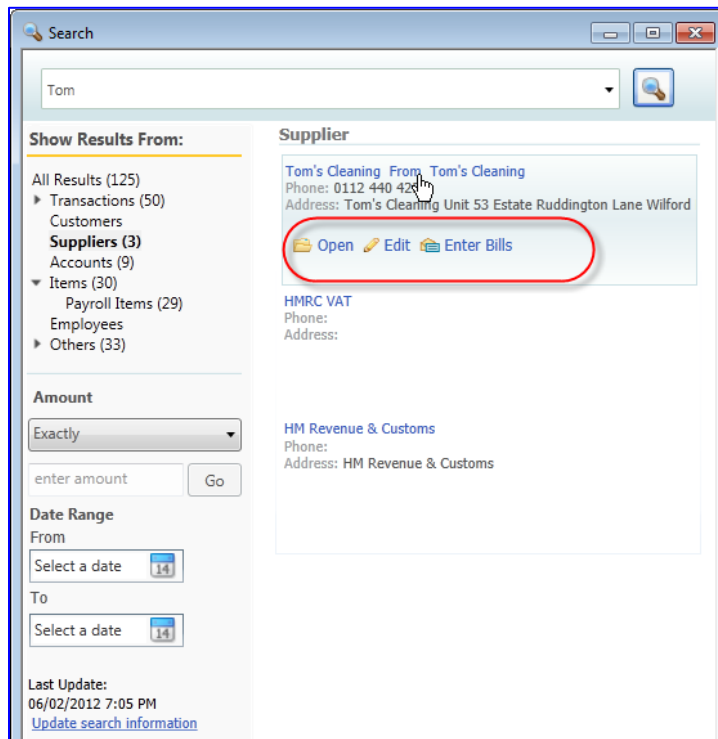 Search
Tom
Show Results From:
All Results (125)
Transactions (50)
Customers
Suppliers (3)
Accounts (9)
Items (30)
Payroll Items (29)
Employees
Others (33)
Amount
Exactly
enter amount Go
Date Range
From
Select a date 14
To
Select a date 14
Last Update:
06/02/2012 7:05 PM
Update search information
Supplier
Tom's Cleaning From Tom's Cleaning
Phone: 0112 440
Address: Tom's Cleaning Unit 53 Estate Ruddington Lane Wilford
Open Edit Enter Bills
HMRC VAT
Phone:
Address:
HM Revenue & Customs
Phone:
Address: HM Revenue & Customs